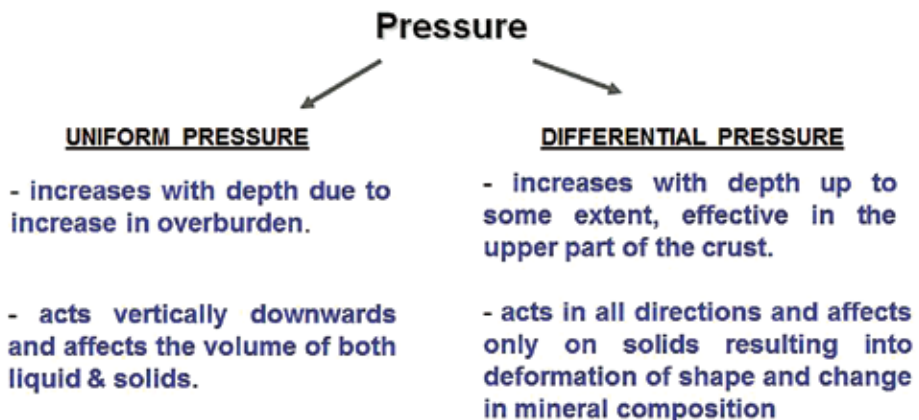 Pressure
UNIFORM PRESSURE
- increases with depth due to
increase in overburden.
- acts vertically downwards
and affects the volume of both
liquid & solids.
DIFFERENTIAL PRESSURE
- increases with depth up to
some extent, effective in the
upper part of the crust.
- acts in all directions and affects
only on solids resulting into
deformation of shape and change
in mineral composition